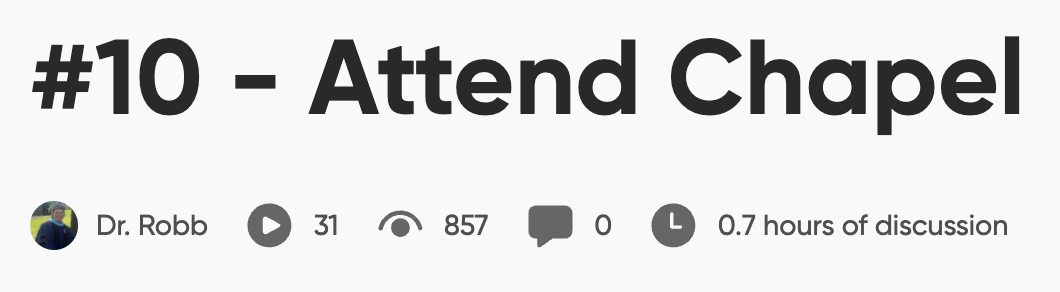 #10 – Attend Chapel
Dr. Robb 31 857 0 0.7 hours of discussion